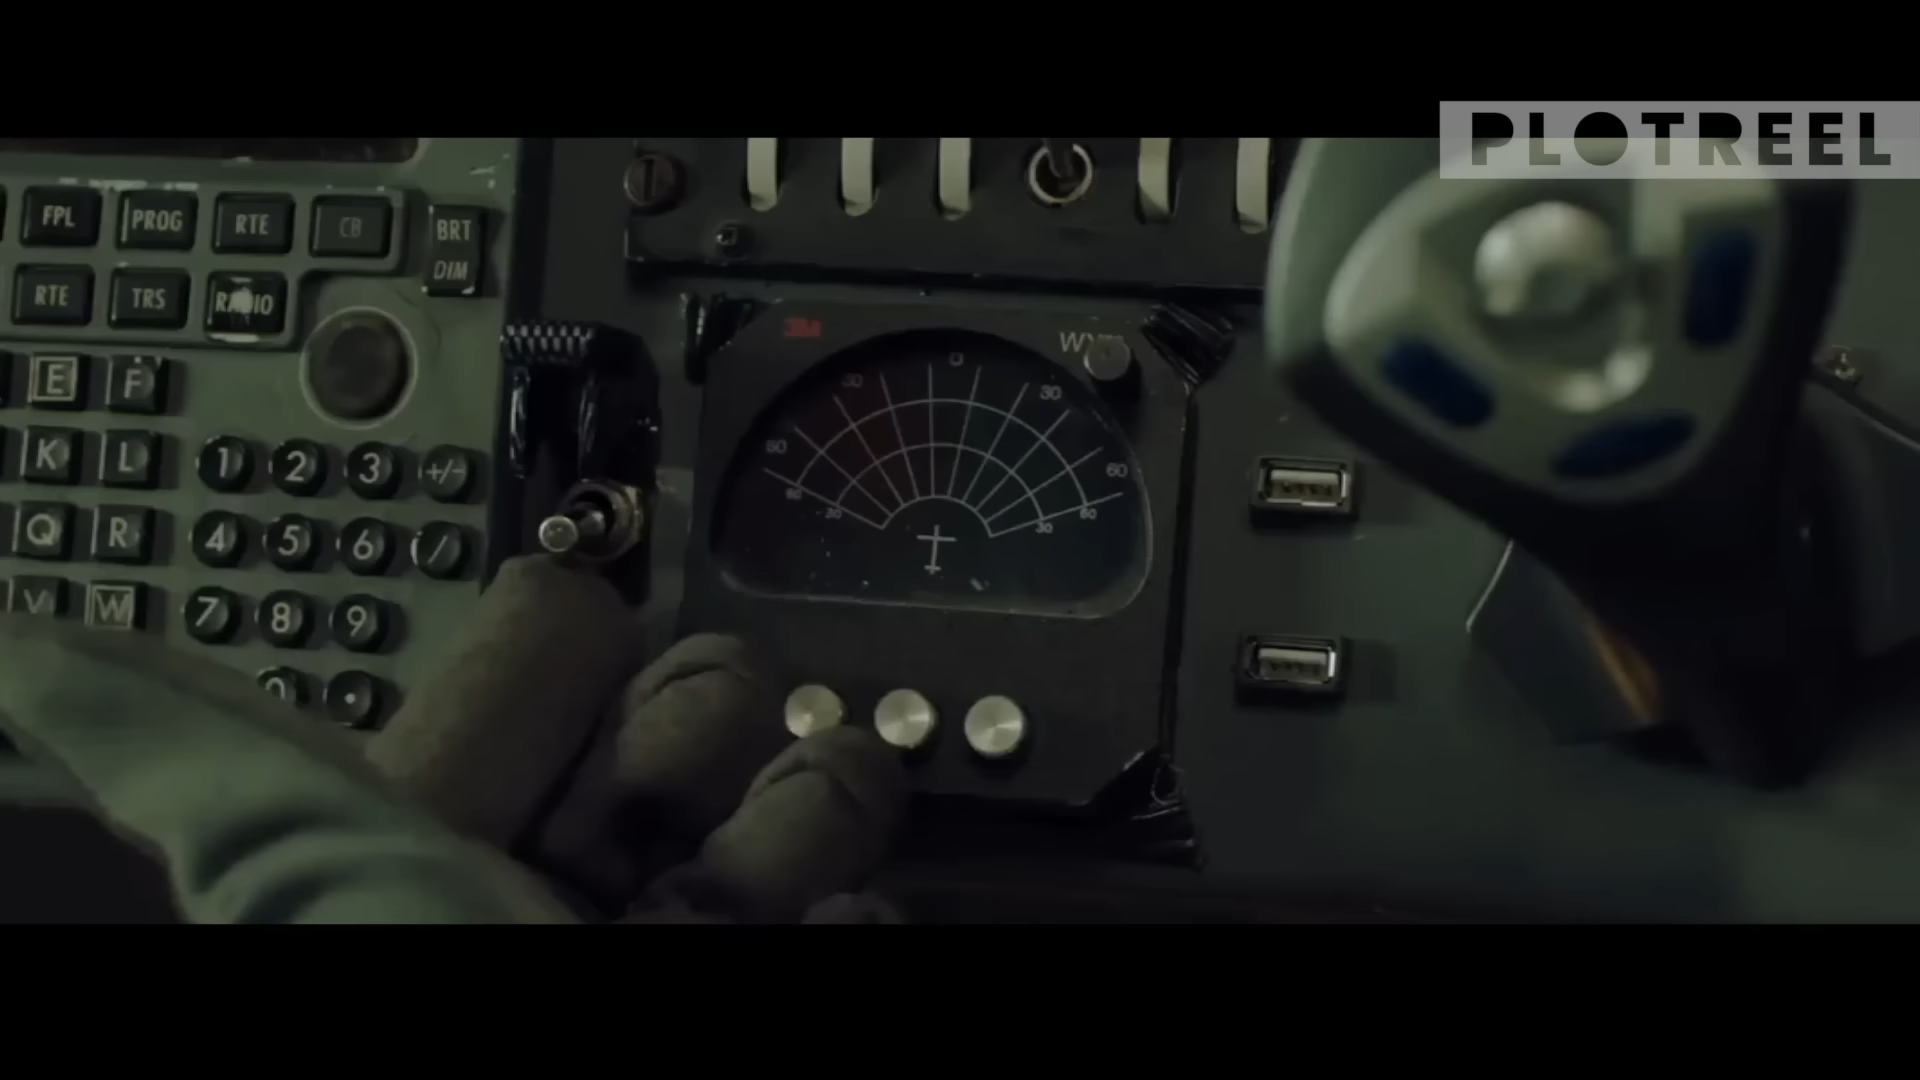 PLOTREEL
FPL PROG RTE CB BRT
DIM
RTE TRS RADIO
3M
0
30 30
E F
60 60
K L 1 2 3 +/-
60 60
30 30
Q R 4 5 6 /
V W 7 8 9
0 .